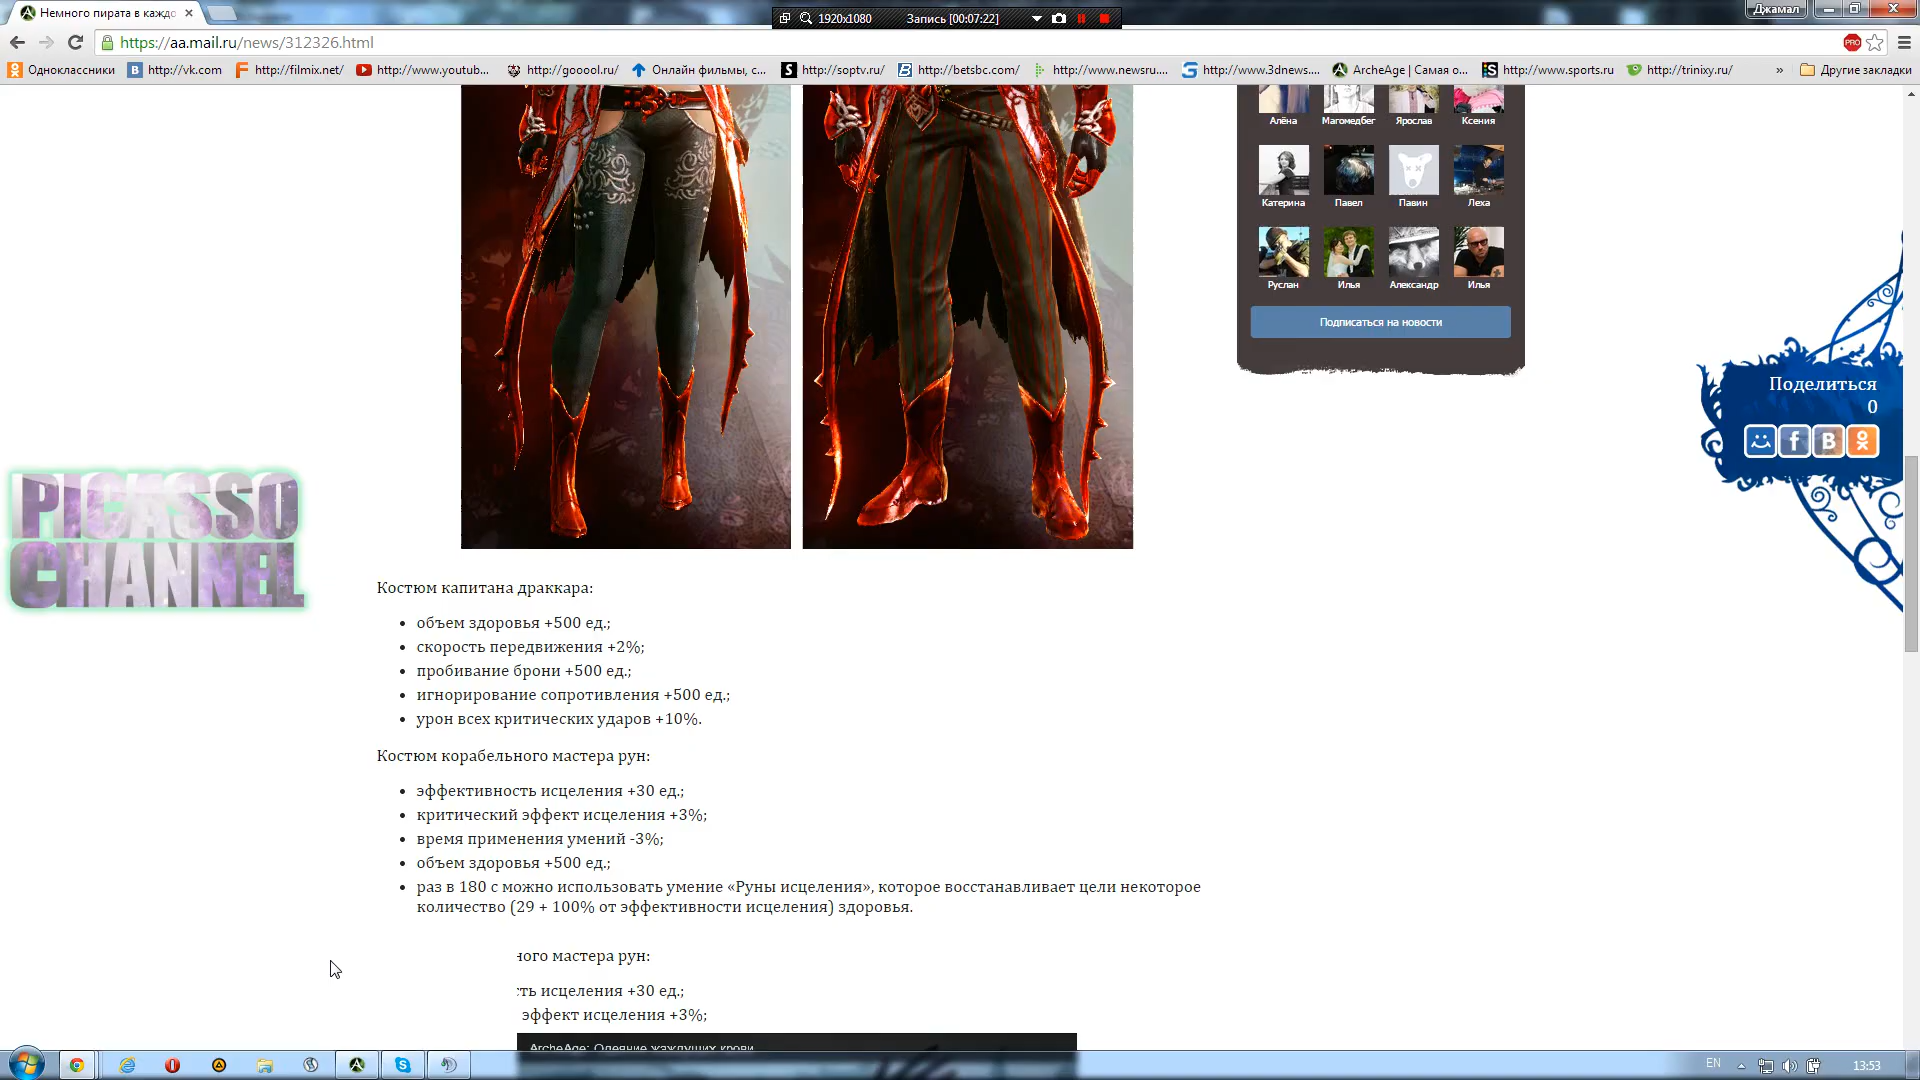 Немного пирата в каждо
1920x1080
Запись [00:07:22]
Джамал
https://aa.mail.ru/news/312326.html
PRO
Одноклассники
http://vk.com
http://filmix.net/
http://www.youtub...
http://gooool.ru/
Онлайн фильмы, с...
http://soptv.ru/
http://betsbc.com/
http://www.newsru....
http://www.3dnews....
ArcheAge | Самая о...
http://www.sports.ru
http://trinixy.ru/
»
Другие закладки
Алёна
Магомедбег
Ярослав
Ксения
Катерина
Павел
Павин
Леха
Руслан
Илья
Александр
Илья
Подписаться на новости
Поделиться
0
PICASSO
CHANNEL
Костюм капитана драккара:
• объем здоровья +500 ед.;
• скорость передвижения +2%;
• пробивание брони +500 ед.;
• игнорирование сопротивления +500 ед.;
• урон всех критических ударов +10%.
Костюм корабельного мастера рун:
• эффективность исцеления +30 ед.;
• критический эффект исцеления +3%;
• время применения умений -3%;
• объем здоровья +500 ед.;
• раз в 180 с можно использовать умение «Руны исцеления», которое восстанавливает цели некоторое
количество (29 + 100% от эффективности исцеления) здоровья.
ного мастера рун:
ть исцеления +30 ед.;
эффект исцеления +3%;
ArcheAge: Одеяние жаждущих крови
EN
13:53